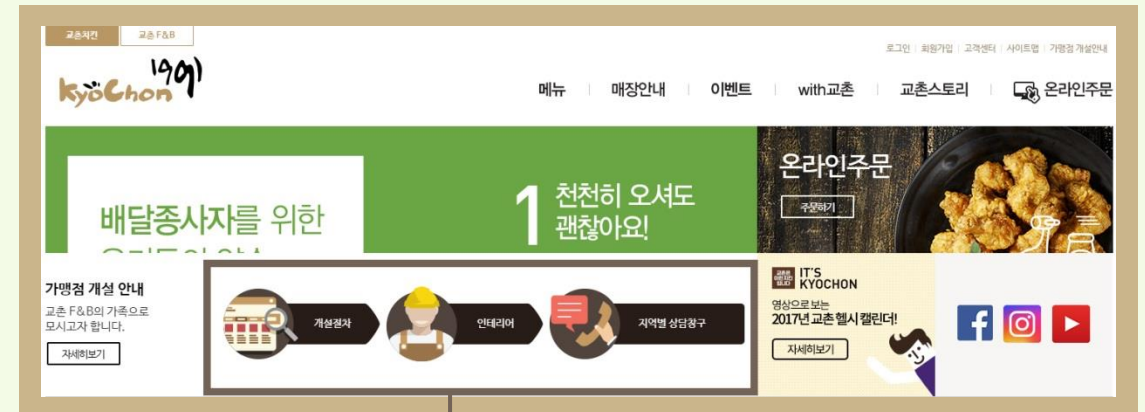 교촌치킨
교촌 F&B
로그인 회원가입 고객센터 사이트맵 가맹점 개설안내
kyoChon 1991
메뉴 매장안내 이벤트 with교촌 교촌스토리 온라인주문
배달종사자를 위한
1 천천히 오셔도
괜찮아요!
온라인주문
주문하기
가맹점 개설 안내
교촌 F&B의 가족으로
모시고자 합니다.
자세히보기
개설절차
인테리어
지역별 상담창구
IT'S
KYOCHON
영상으로 보는
2017년 교촌 헬시 캘린더!
자세히보기